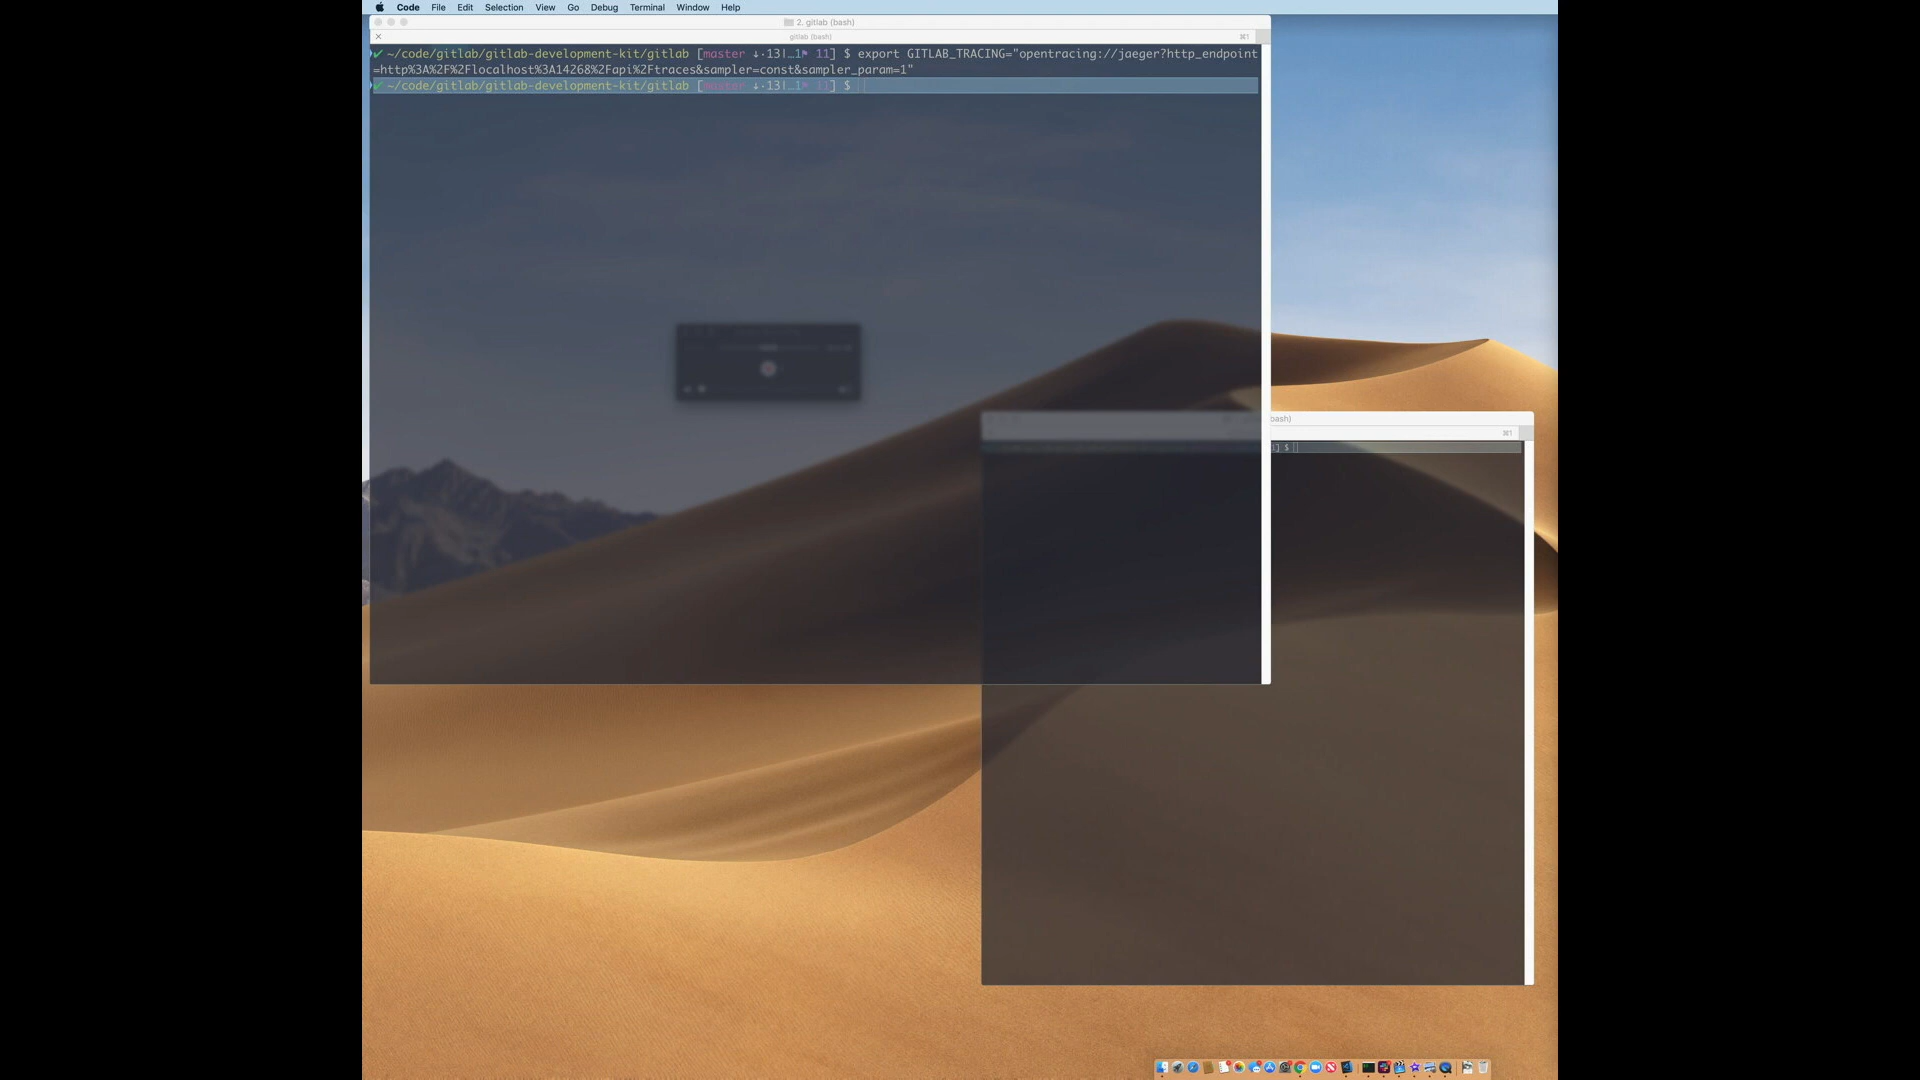 Code File Edit Selection View Go Debug Terminal Window Help
2. gitlab (bash)
gitlab (bash) ⌘1
✔ ~/code/gitlab/gitlab-development-kit/gitlab [master ↓·13|…1⚑ 11] $ export GITLAB_TRACING="opentracing://jaeger?http_endpoint
=http%3A%2F%2Flocalhost%3A14268%2Fapi%2Ftraces&sampler=const&sampler_param=1"
✔ ~/code/gitlab/gitlab-development-kit/gitlab [master ↓·13|…1⚑ 11] $
bash)
⌘1
] $